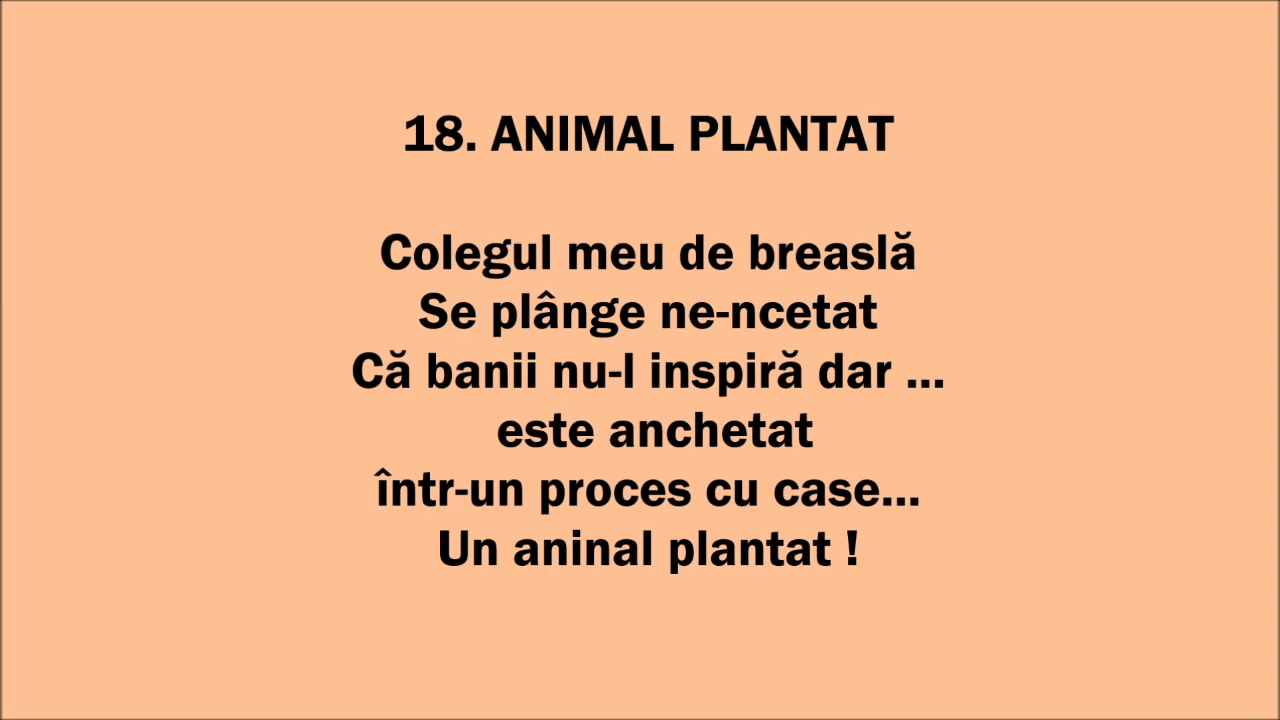 18. ANIMAL PLANTAT
Colegul meu de breaslă
Se plânge ne-ncetat
Că banii nu-l inspiră dar ...
este anchetat
într-un proces cu case...
Un aninal plantat !